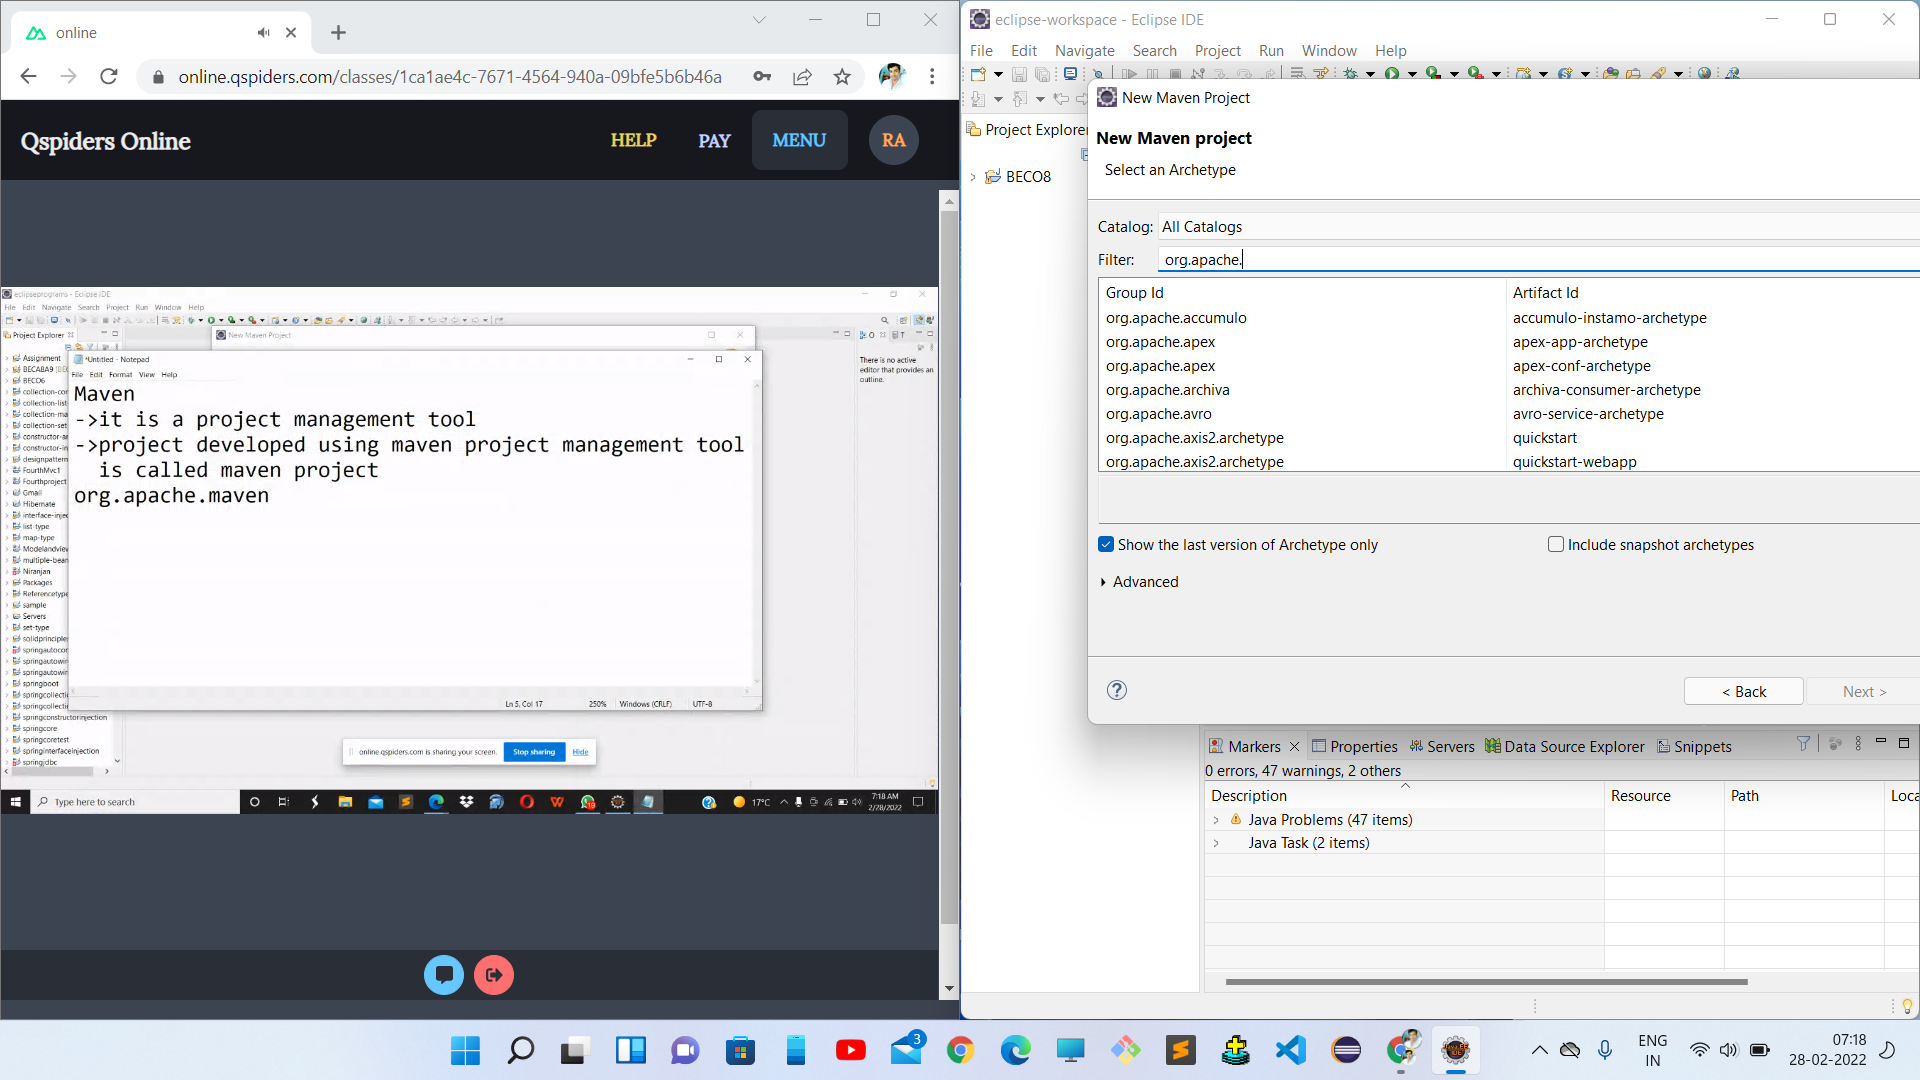 online
online.qspiders.com/classes/1ca1ae4c-7671-4564-940a-09bfe5b6b46a
Qspiders Online
HELP
PAY
MENU
RA
eclipseprograms - Eclipse IDE
File Edit Navigate Search Project Run Window Help
Project Explorer
New Maven Project
Assignment
BECO6
FourthMvc1
Fourthproject
Gmail
Hibernate
list-type
map-type
Niranjan
Packages
sample
Servers
set-type
springboot
springconstructorinjection
springcore
springcoretest
springinterfaceinjection
springjdbc
*Untitled - Notepad
File Edit Format View Help
Maven
->it is a project management tool
->project developed using maven project management tool
is called maven project
org.apache.maven
Ln 5, Col 17
250%
Windows (CRLF)
UTF-8
There is no active
editor that provides an
outline.
online.qspiders.com is sharing your screen.
Stop sharing
Hide
Type here to search
17°C
7:18 AM
2/28/2022
eclipse-workspace - Eclipse IDE
File Edit Navigate Search Project Run Window Help
Project Explorer
BECO8
New Maven Project
New Maven project
Select an Archetype
Catalog: All Catalogs
Filter: org.apache.
Group Id Artifact Id
org.apache.accumulo accumulo-instamo-archetype
org.apache.apex apex-app-archetype
org.apache.apex apex-conf-archetype
org.apache.archiva archiva-consumer-archetype
org.apache.avro avro-service-archetype
org.apache.axis2.archetype quickstart
org.apache.axis2.archetype quickstart-webapp
Show the last version of Archetype only
Include snapshot archetypes
Advanced
< Back
Next >
Markers
Properties
Servers
Data Source Explorer
Snippets
0 errors, 47 warnings, 2 others
Description Resource Path Loca
Java Problems (47 items)
Java Task (2 items)
3
ENG
IN
07:18
28-02-2022